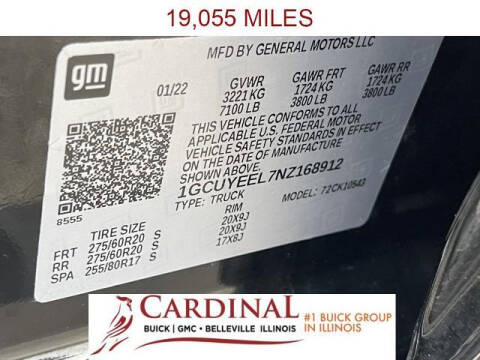 19,055 MILES
MFD BY GENERAL MOTORS LLC
gm
01/22
GVWR GAWR FRT GAWR RR
3221 KG 1724 KG 1724 KG
7100 LB 3800 LB 3800 LB
THIS VEHICLE CONFORMS TO ALL
APPLICABLE U.S. FEDERAL MOTOR
VEHICLE SAFETY STANDARDS IN EFFECT
ON THE DATE OF MANUFACTURE
1GCUYEEL7NZ168912
TYPE: TRUCK MODEL: 72CK10543
8555
TIRE SIZE RIM
FRT 275/60R20 S 20X9J
RR 275/60R20 S 20X9J
SPA 255/80R17 S 17X8J
CARDINAL
BUICK | GMC • BELLEVILLE ILLINOIS
#1 BUICK GROUP
IN ILLINOIS